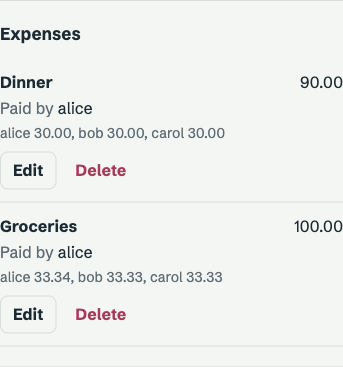 Expenses
Dinner 90.00
Paid by alice
alice 30.00, bob 30.00, carol 30.00
Edit Delete
Groceries 100.00
Paid by alice
alice 33.34, bob 33.33, carol 33.33
Edit Delete